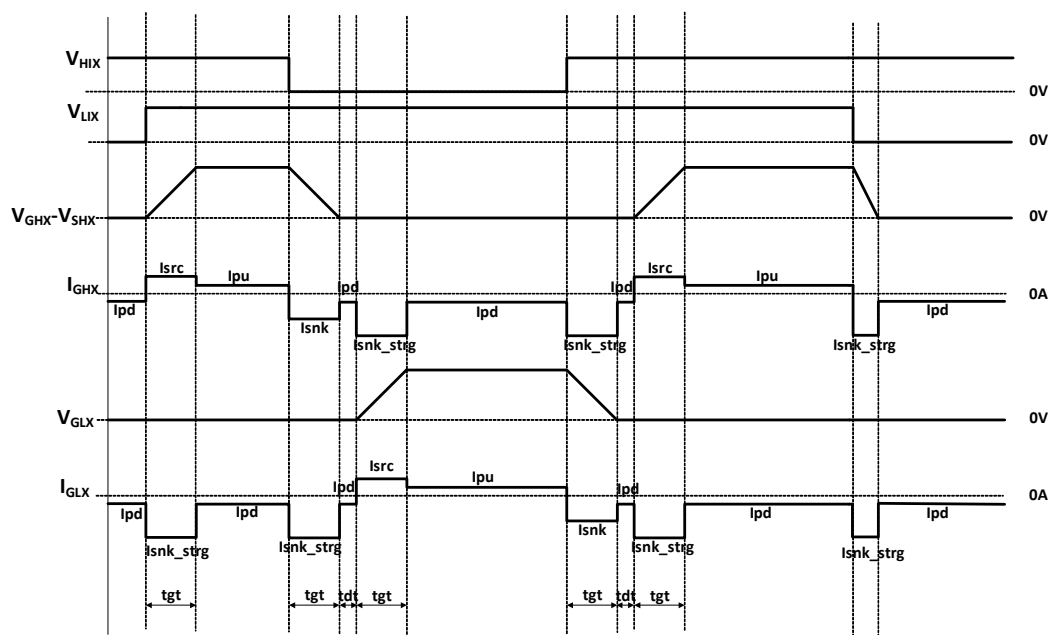 VHIX
0V
VLIX
0V
VGHX-VSHX
0V
Isrc
Isrc
IGHX
Ipu
Ipd
Ipd
Ipu
0A
Ipd
Isnk
Ipd
Ipd
Isnk_strg
Isnk_strg
Isnk_strg
VGLX
0V
Isrc
IGLX
Ipd
Ipu
Ipd
0A
Ipd
Ipd
Isnk
Ipd
Ipd
Isnk_strg
Isnk_strg
Isnk_strg
Isnk_strg
tgt
tgt
tdt
tgt
tgt
tdt
tgt